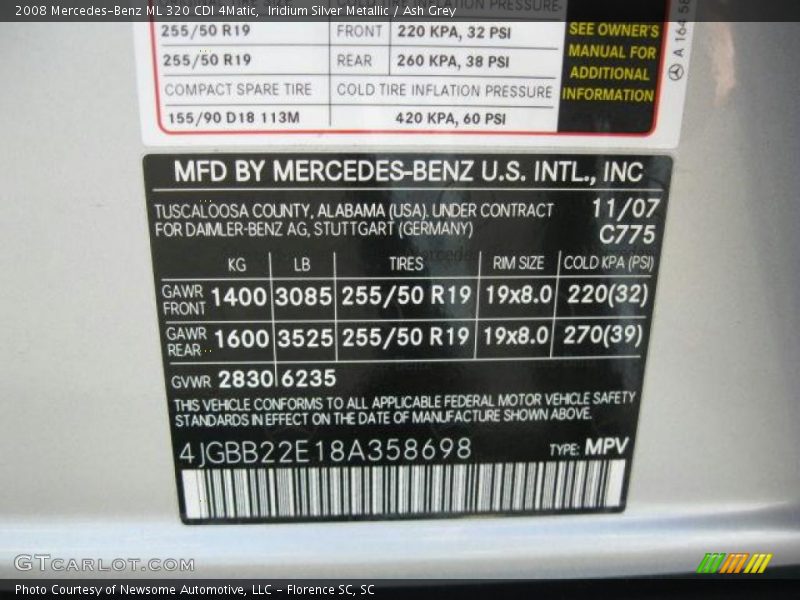 2008 Mercedes-Benz ML 320 CDI 4Matic,  Iridium Silver Metallic / Ash Grey
255/50 R19 FRONT 220 KPA, 32 PSI
255/50 R19 REAR 260 KPA, 38 PSI
COMPACT SPARE TIRE COLD TIRE INFLATION PRESSURE
155/90 D18 113M 420 KPA, 60 PSI
SEE OWNER'S
MANUAL FOR
ADDITIONAL
INFORMATION
A 164 58
MFD BY MERCEDES-BENZ U.S. INTL., INC
TUSCALOOSA COUNTY, ALABAMA (USA). UNDER CONTRACT 11/07
FOR DAIMLER-BENZ AG, STUTTGART (GERMANY) C775
KG LB TIRES RIM SIZE COLD KPA (PSI)
GAWR FRONT 1400 3085 255/50 R19 19x8.0 220(32)
GAWR REAR 1600 3525 255/50 R19 19x8.0 270(39)
GVWR 2830 6235
THIS VEHICLE CONFORMS TO ALL APPLICABLE FEDERAL MOTOR VEHICLE SAFETY
STANDARDS IN EFFECT ON THE DATE OF MANUFACTURE SHOWN ABOVE.
4JGBB22E18A358698 TYPE: MPV
GTCARLOT.COM
Photo Courtesy of Newsome Automotive, LLC - Florence SC, SC